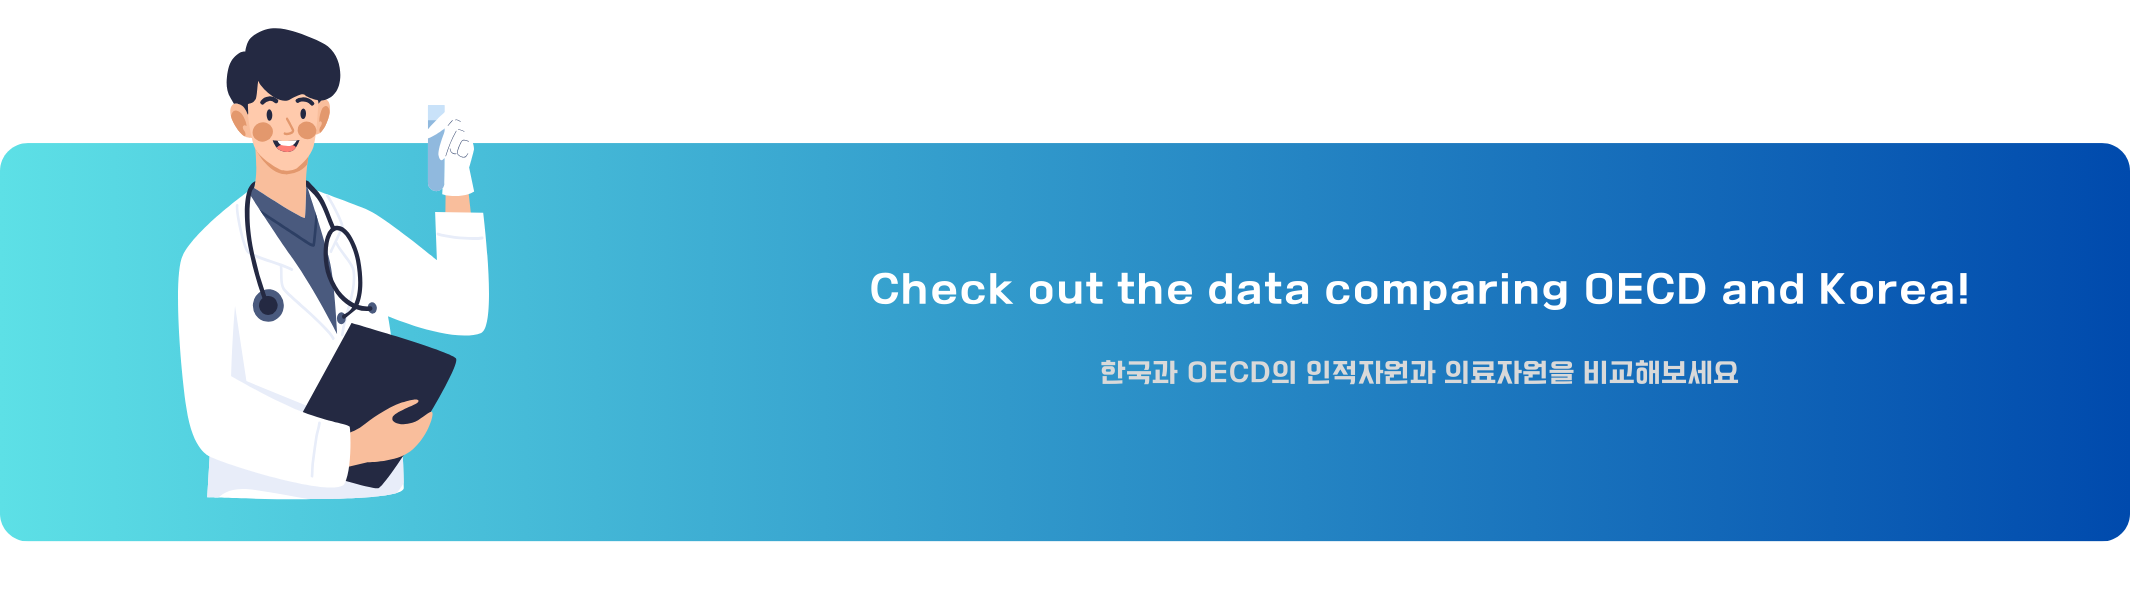 Check out the data comparing OECD and Korea!
한국과 OECD의 인적자원과 의료자원을 비교해보세요